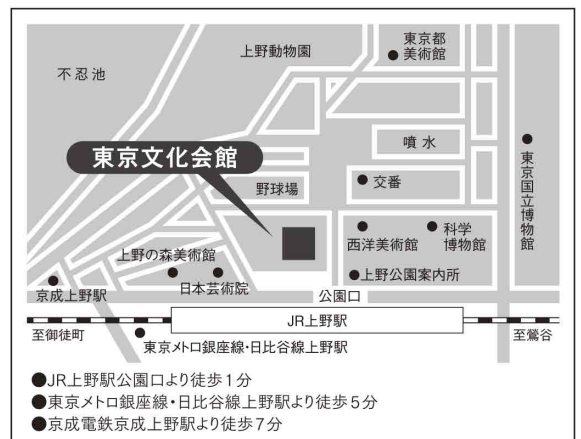 東京都
美術館
上野動物園
不忍池
噴水
東京文化会館
東京国立博物館
野球場
交番
西洋美術館
科学
博物館
上野の森美術館
上野公園案内所
京成上野駅
日本芸術院
公園口
JR上野駅
至御徒町
至鶯谷
東京メトロ銀座線・日比谷線上野駅
●JR上野駅公園口より徒歩1分
●東京メトロ銀座線・日比谷線上野駅より徒歩5分
●京成電鉄京成上野駅より徒歩7分